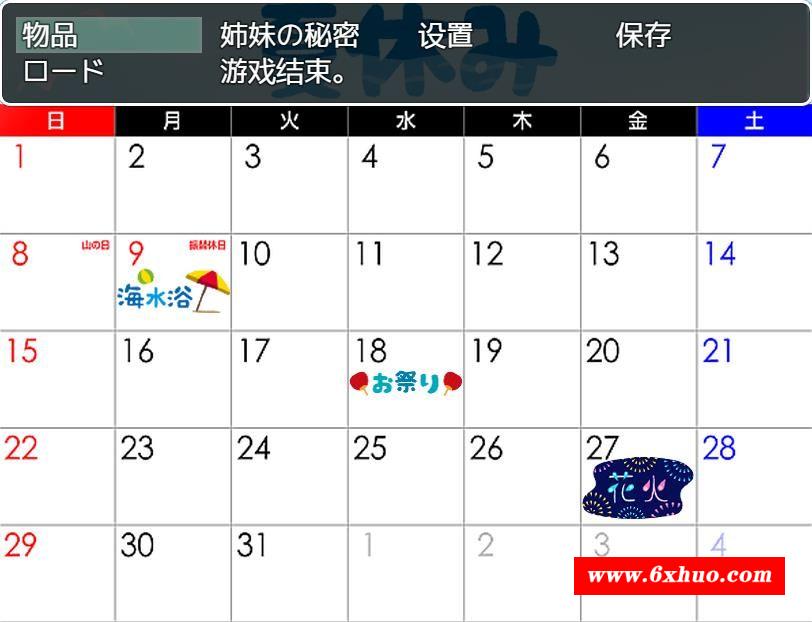 物品 姉妹の秘密 设置 保存
ロード 游戏结束。
夏休み
日 月 火 水 木 金 土
1 2 3 4 5 6 7
8 山の日 9 振替休日 10 11 12 13 14
海水浴
15 16 17 18 19 20 21
お祭り
22 23 24 25 26 27 28
花火
29 30 31 1 2 3 4
www.6xhuo.com